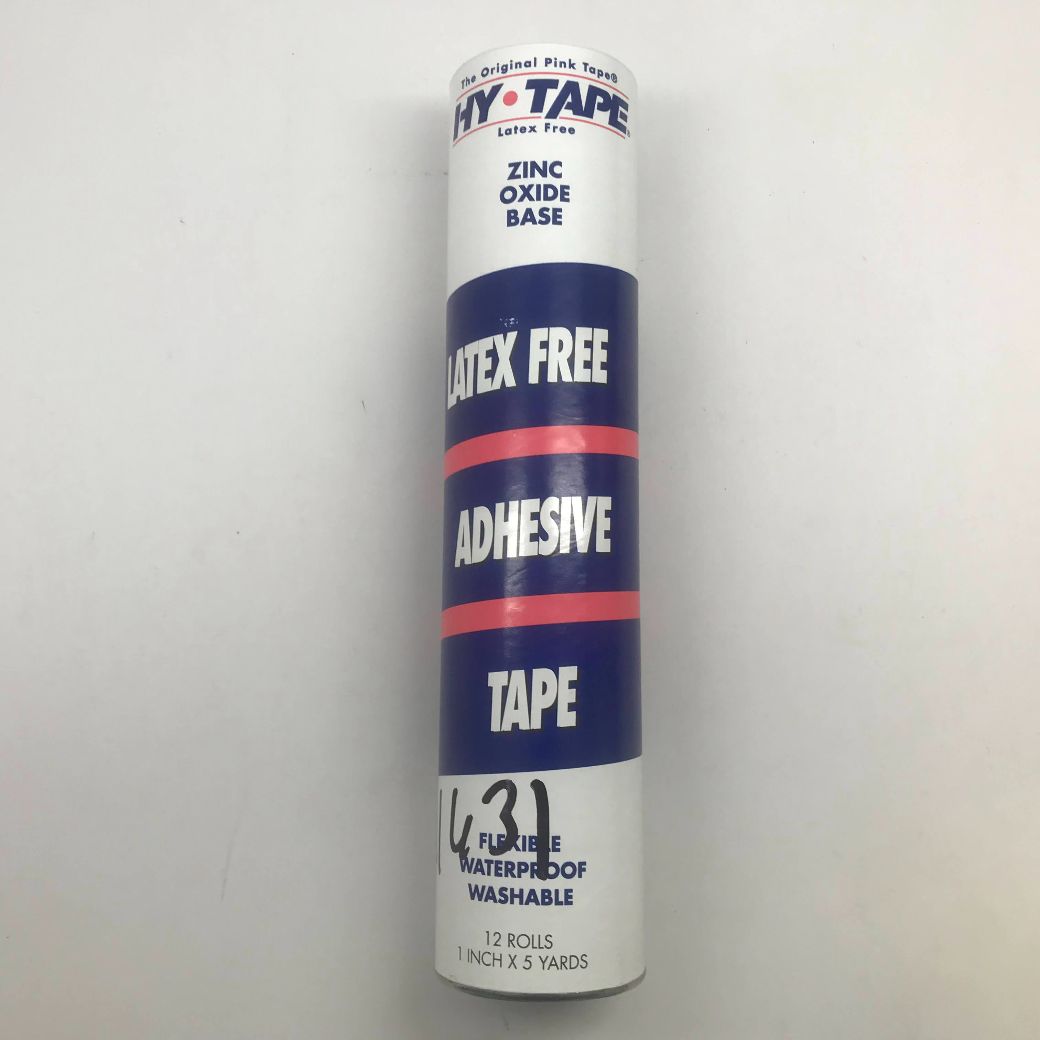 The Original Pink Tape®
HY•TAPE
Latex Free
ZINC
OXIDE
BASE
LATEX FREE
ADHESIVE
TAPE
1631
FLEXIBLE
WATERPROOF
WASHABLE
12 ROLLS
1 INCH X 5 YARDS